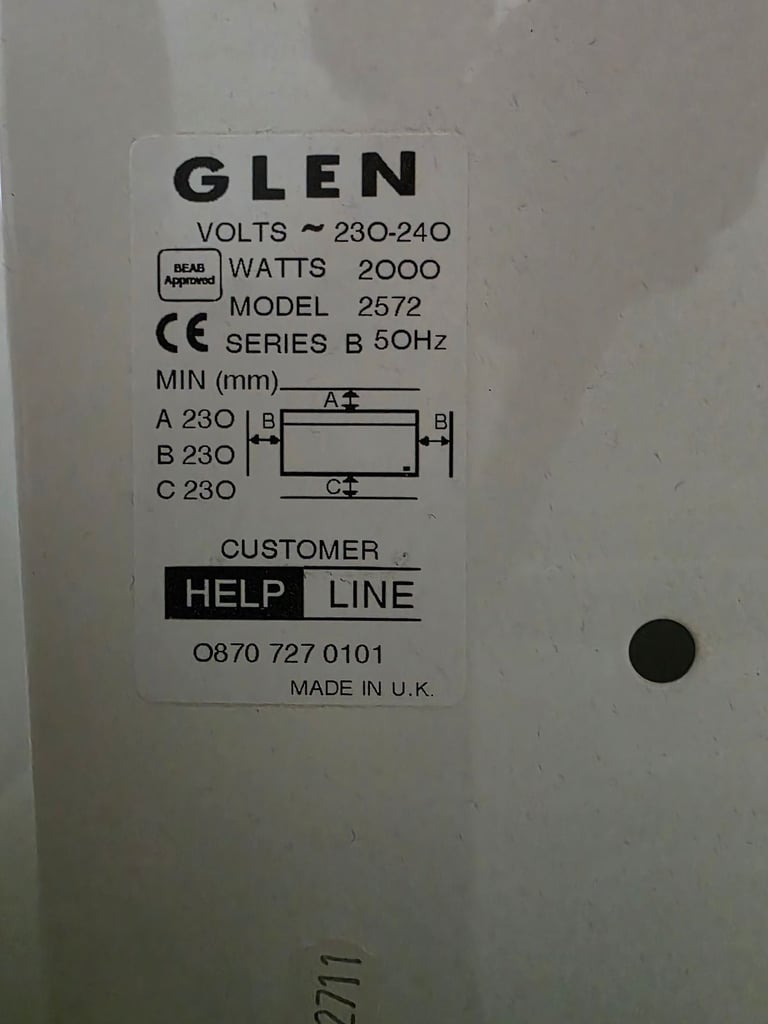 GLEN
VOLTS ~ 230-240
BEAB
Approved
WATTS 2000
MODEL 2572
CE
SERIES B 50Hz
MIN (mm)
A
A 230
B
B
B 230
C 230
C
CUSTOMER
HELP LINE
0870 727 0101
MADE IN U.K.
2711